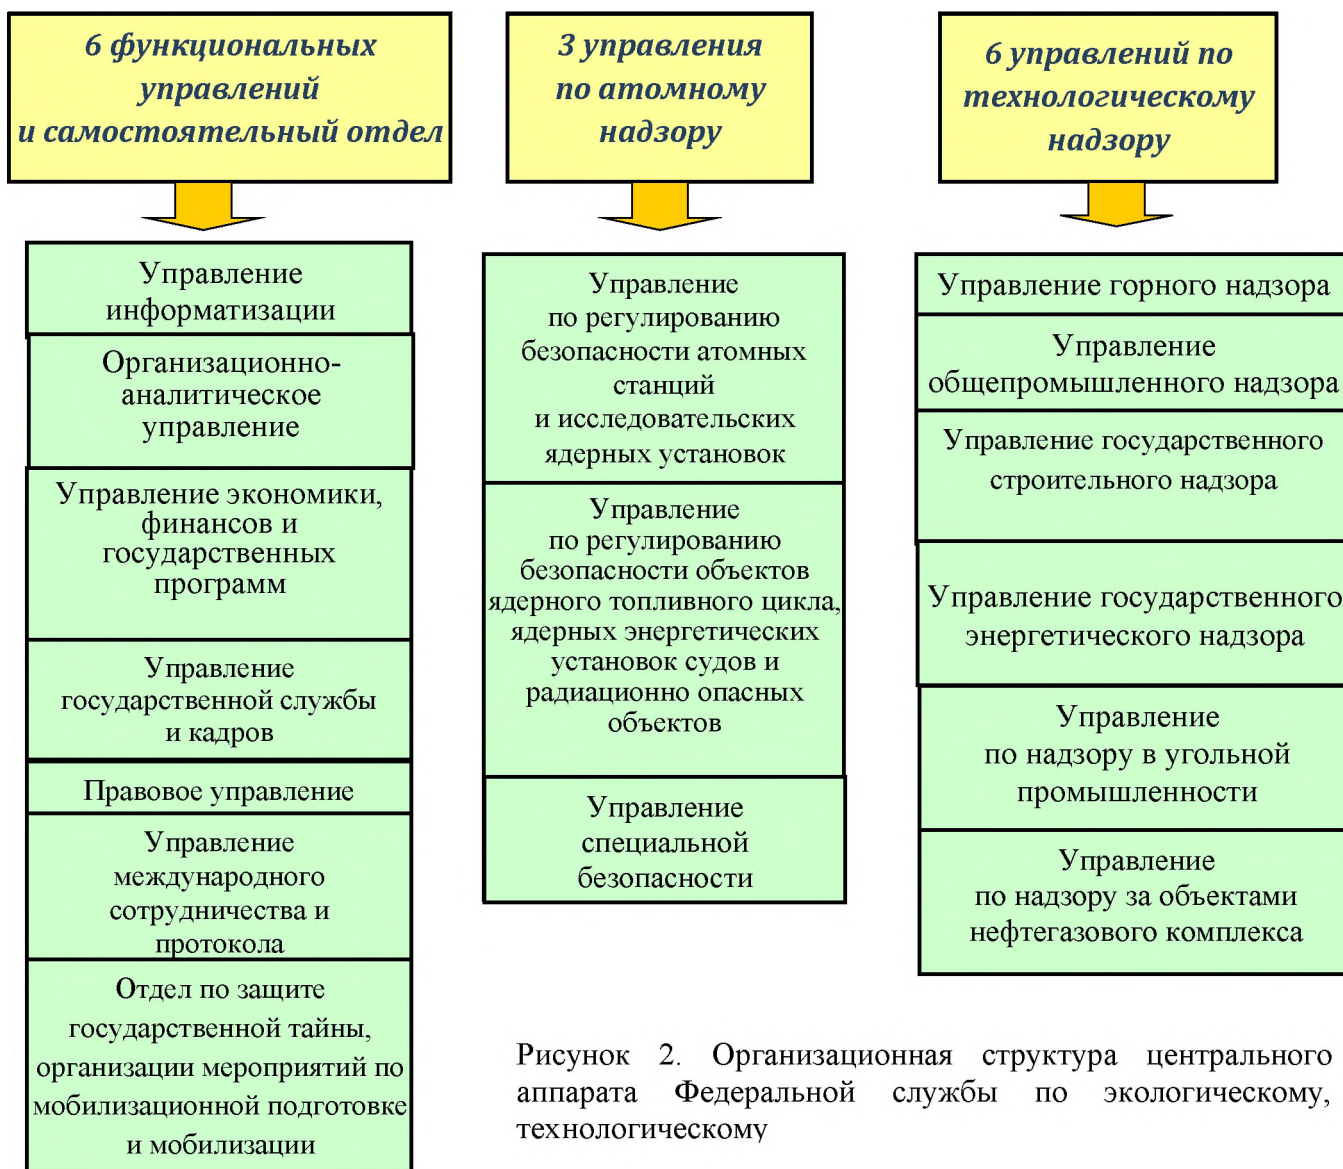 6 функциональных
управлений
и самостоятельный отдел
Управление
информатизации
Организационно-
аналитическое
управление
Управление экономики,
финансов и
государственных
программ
Управление
государственной службы
и кадров
Правовое управление
Управление
международного
сотрудничества и
протокола
Отдел по защите
государственной тайны,
организации мероприятий по
мобилизационной подготовке
и мобилизации
3 управления
по атомному
надзору
Управление
по регулированию
безопасности атомных
станций
и исследовательских
ядерных установок
Управление
по регулированию
безопасности объектов
ядерного топливного цикла,
ядерных энергетических
установок судов и
радиационно опасных
объектов
Управление
специальной
безопасности
6 управлений по
технологическому
надзору
Управление горного надзора
Управление
общепромышленного надзора
Управление государственного
строительного надзора
Управление государственного
энергетического надзора
Управление
по надзору в угольной
промышленности
Управление
по надзору за объектами
нефтегазового комплекса
Рисунок 2. Организационная структура центрального
аппарата Федеральной службы по экологическому,
технологическому